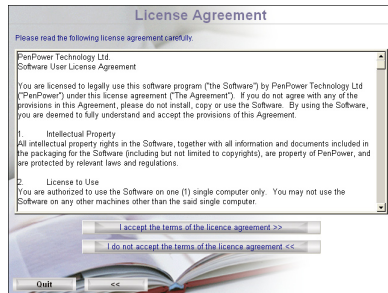 License Agreement
Please read the following license agreement carefully.
PenPower Technology Ltd.
Software User License Agreement
You are licensed to legally use this software program ("the Software") by PenPower Technology Ltd
("PenPower") under this license agreement ("The Agreement"). If you do not agree with any of the
provisions in this Agreement, please do not install, copy or use the Software. By using the Software,
you are deemed to fully understand and accept the provisions of this Agreement.
1. Intellectual Property
All intellectual property rights in the Software, together with all information and documents included in
the packaging for the Software (including but not limited to copyrights), are property of PenPower, and
are protected by relevant laws and regulations.
2. License to Use
You are authorized to use the Software on one (1) single computer only. You may not use the
Software on any other machines other than the said single computer.
I accept the terms of the licence agreement >>
I do not accept the terms of the licence agreement <<
Quit <<